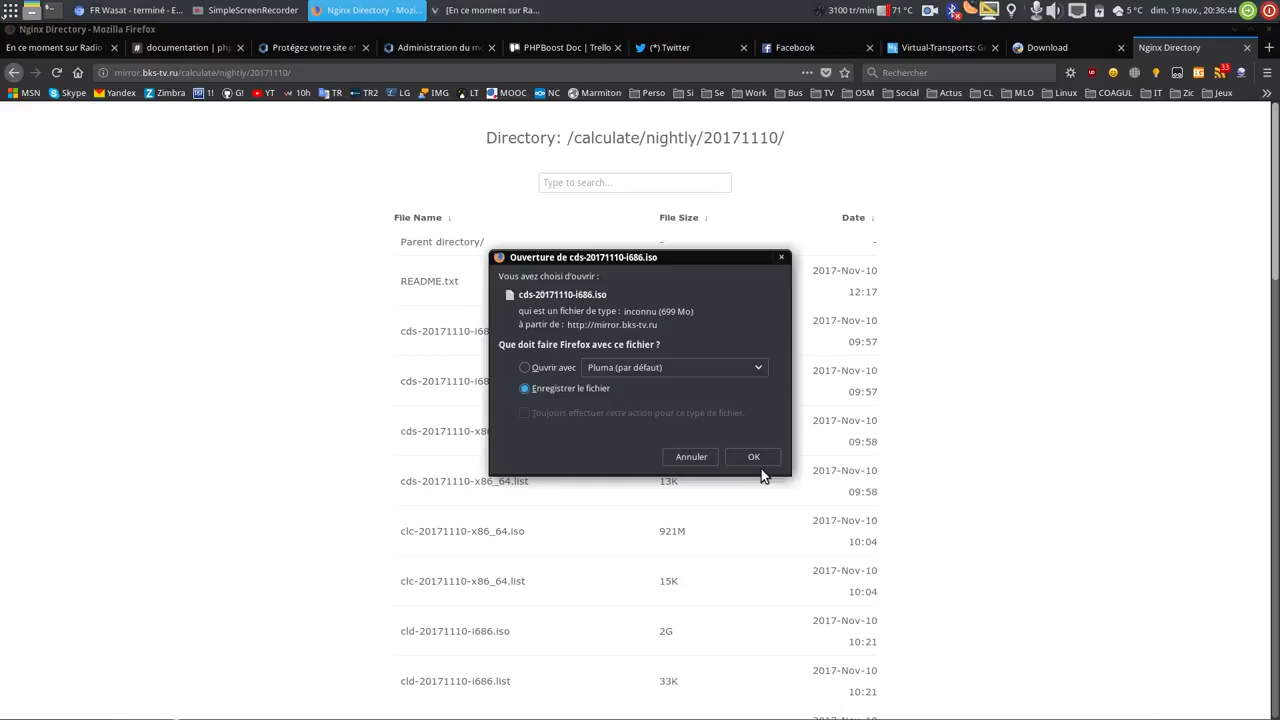 FR Wasat - terminé - E...
SimpleScreenRecorder
Nginx Directory - Mozi...
[En ce moment sur Ra...
3100 tr/min
71 °C
5 °C
dim. 19 nov., 20:36:44
Nginx Directory - Mozilla Firefox
En ce moment sur Radio
documentation | ph
Protégez votre site et
Administration du m
PHPBoost Doc | Trello
(*) Twitter
Facebook
Virtual-Transports: G
Download
Nginx Directory
mirror.bks-tv.ru/calculate/nightly/20171110/
Rechercher
33
MSN
Skype
Yandex
Zimbra
1!
G!
YT
10h
TR
TR2
LG
IMG
LT
MOOC
NC
Marmiton
Perso
Si
Se
Work
Bus
TV
OSM
Social
Actus
CL
MLO
Linux
COAGUL
IT
Zic
Jeux
Directory: /calculate/nightly/20171110/
Type to search...
File Name ↓
File Size ↓
Date ↓
Parent directory/
-
-
README.txt
2017-Nov-10
12:17
cds-20171110-i68
2017-Nov-10
09:57
cds-20171110-i68
2017-Nov-10
09:57
cds-20171110-x8
2017-Nov-10
09:58
cds-20171110-x86_64.list
13K
2017-Nov-10
09:58
clc-20171110-x86_64.iso
921M
2017-Nov-10
10:04
clc-20171110-x86_64.list
15K
2017-Nov-10
10:04
cld-20171110-i686.iso
2G
2017-Nov-10
10:21
cld-20171110-i686.list
33K
2017-Nov-10
10:21
Ouverture de cds-20171110-i686.iso
Vous avez choisi d'ouvrir :
cds-20171110-i686.iso
qui est un fichier de type : inconnu (699 Mo)
à partir de : http://mirror.bks-tv.ru
Que doit faire Firefox avec ce fichier ?
Ouvrir avec
Pluma (par défaut)
Enregistrer le fichier
Toujours effectuer cette action pour ce type de fichier.
Annuler
OK